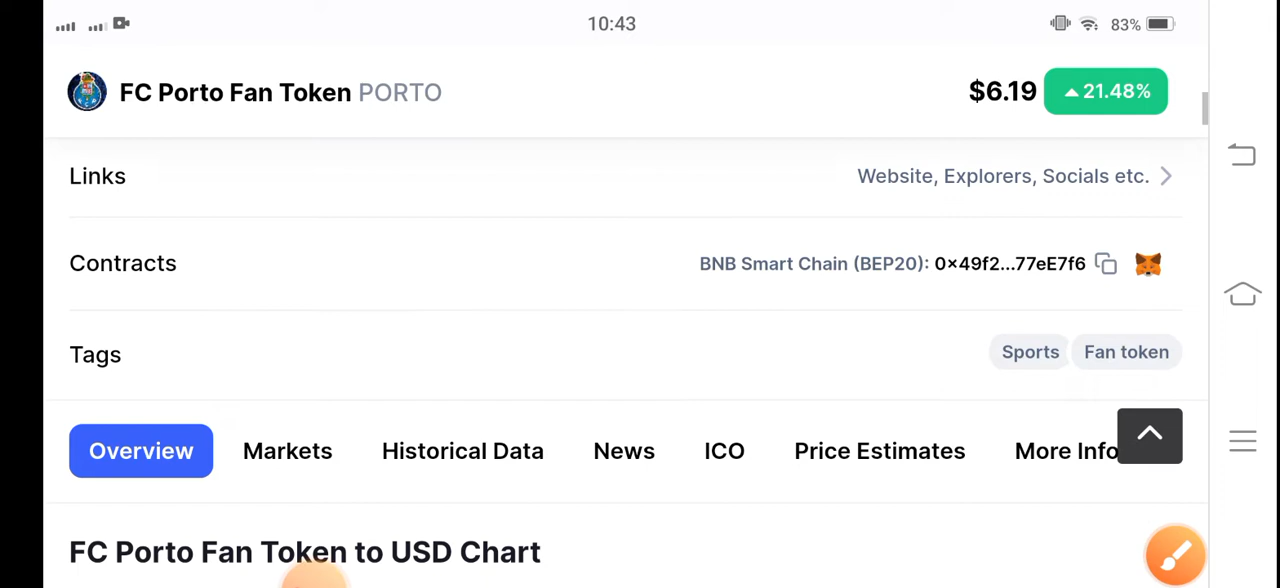 10:43
83%
FC Porto Fan Token PORTO
$6.19
21.48%
Links
Website, Explorers, Socials etc.
Contracts
BNB Smart Chain (BEP20): 0×49f2...77eE7f6
Tags
Sports
Fan token
Overview
Markets
Historical Data
News
ICO
Price Estimates
More Info
FC Porto Fan Token to USD Chart